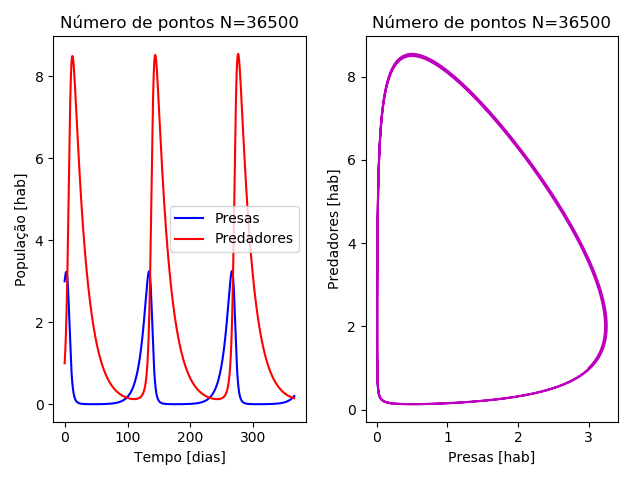 Número de pontos N=36500
População [hab]
8
6
4
2
0
0 100 200 300
Tempo [dias]
Presas
Predadores
Número de pontos N=36500
Predadores [hab]
8
6
4
2
0
0 1 2 3
Presas [hab]